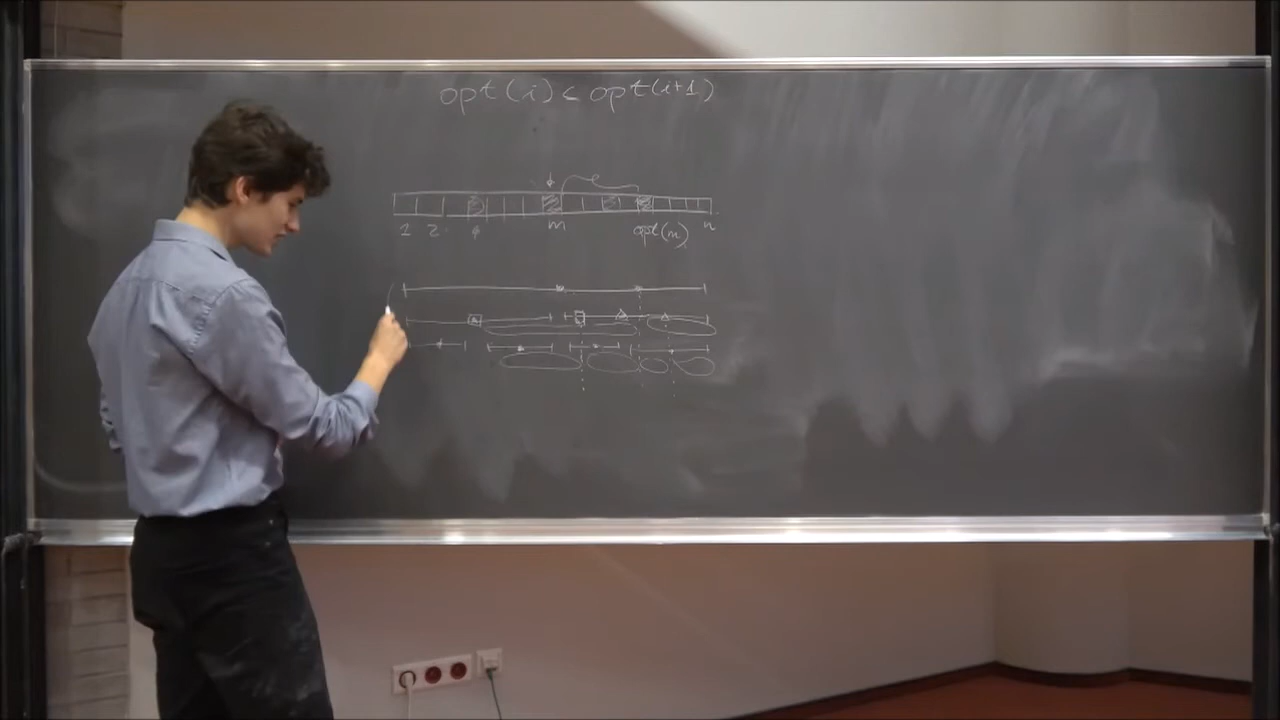 opt(i) ≤ opt(i+1)
1 2 m opt(m) n